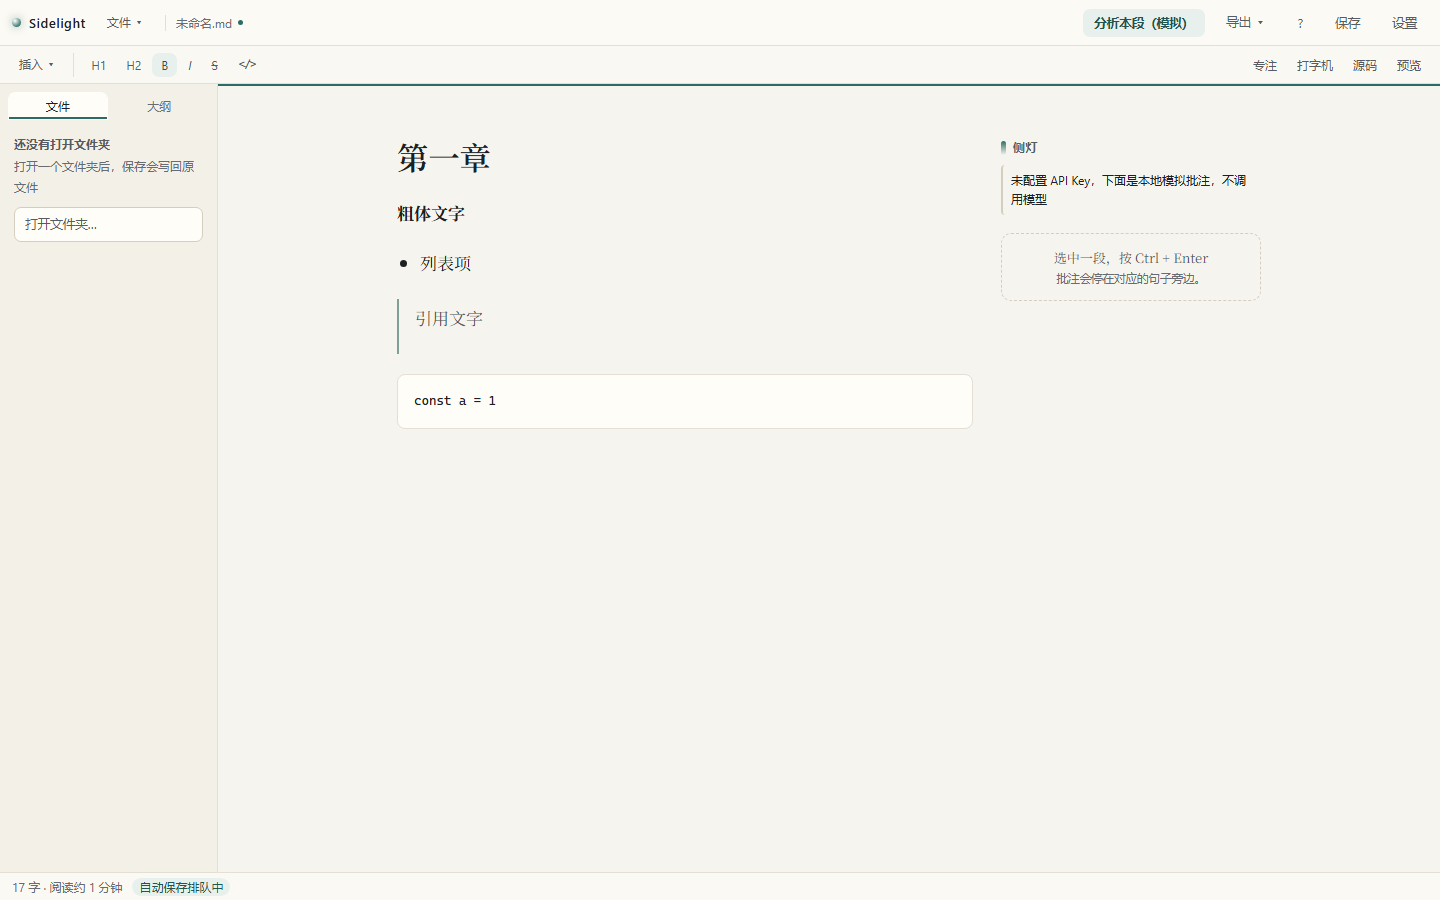 Sidelight 文件 未命名.md 分析本段（模拟） 导出 ? 保存 设置
插入 H1 H2 B I S </> 专注 打字机 源码 预览
文件 大纲
还没有打开文件夹
打开一个文件夹后，保存会写回原
文件
打开文件夹...
第一章
粗体文字
列表项
引用文字
const a = 1
侧灯
未配置 API Key，下面是本地模拟批注，不调
用模型
选中一段，按 Ctrl + Enter
批注会停在对应的句子旁边。
17 字 · 阅读约 1 分钟 自动保存排队中